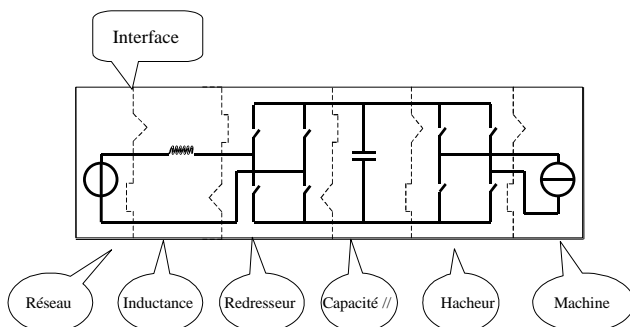 Interface
Réseau
Inductance
Redresseur
Capacité //
Hacheur
Machine